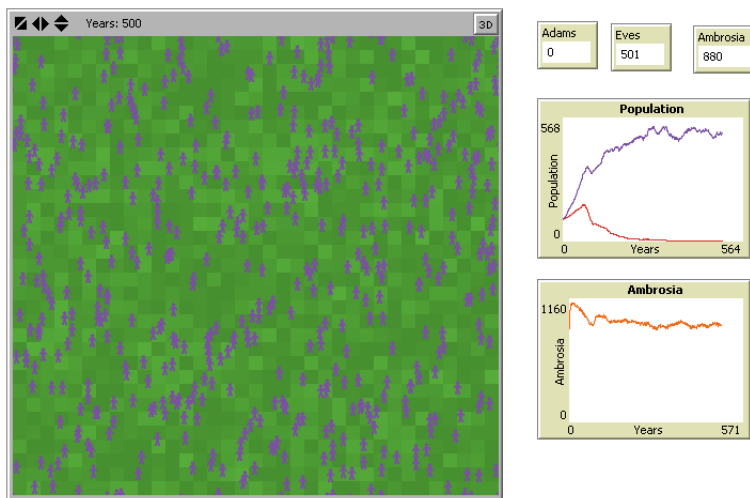 Years: 500
3D
Adams
0
Eves
501
Ambrosia
880
Population
568
Population
0
0
Years
564
Ambrosia
1160
Ambrosia
0
0
Years
571